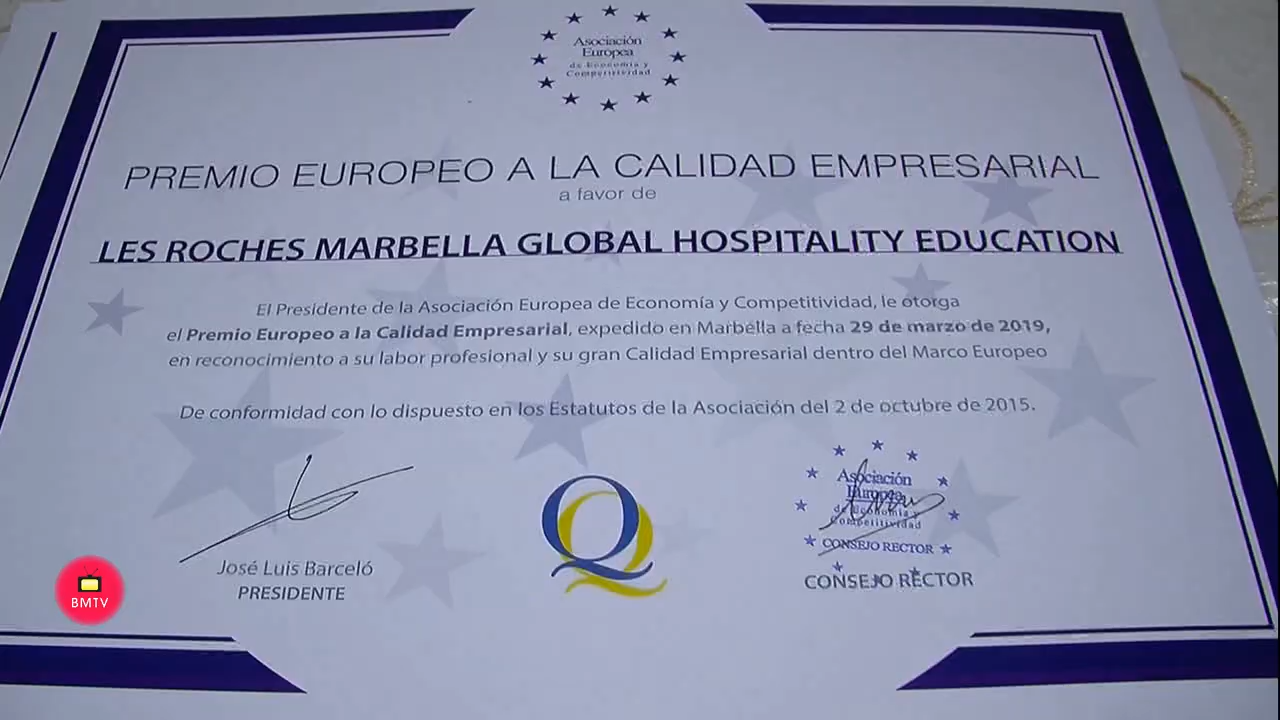 Asociación
Europea
de Economía y
Competitividad
PREMIO EUROPEO A LA CALIDAD EMPRESARIAL
a favor de
LES ROCHES MARBELLA GLOBAL HOSPITALITY EDUCATION
El Presidente de la Asociación Europea de Economía y Competitividad, le otorga
el Premio Europeo a la Calidad Empresarial, expedido en Marbella a fecha 29 de marzo de 2019,
en reconocimiento a su labor profesional y su gran Calidad Empresarial dentro del Marco Europeo
De conformidad con lo dispuesto en los Estatutos de la Asociación del 2 de octubre de 2015.
Asociación
Europea
de Economía y
Competitividad
CONSEJO RECTOR
José Luis Barceló
PRESIDENTE
CONSEJO RECTOR
BMTV